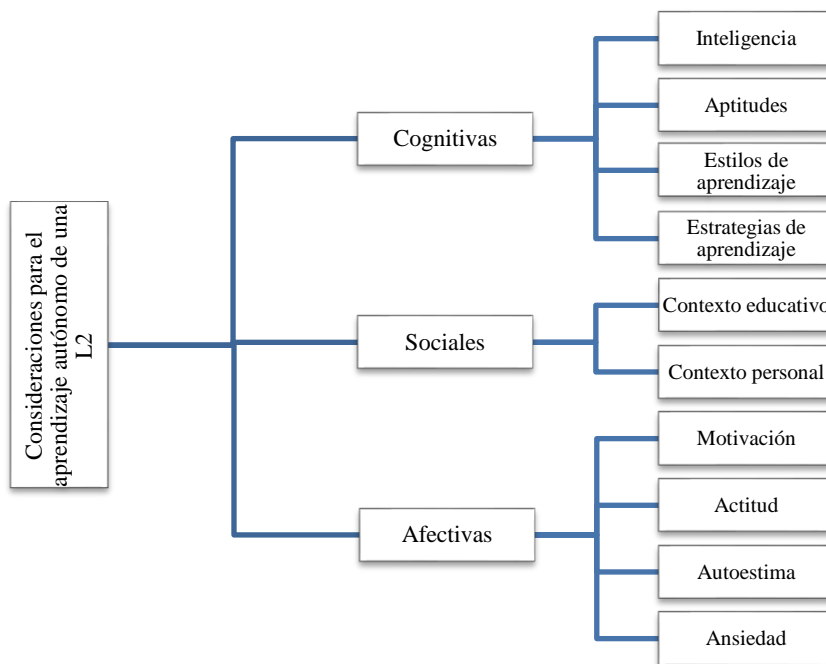 Consideraciones para el
aprendizaje autónomo de una
L2
Cognitivas
Inteligencia
Aptitudes
Estilos de
aprendizaje
Estrategias de
aprendizaje
Sociales
Contexto educativo
Contexto personal
Afectivas
Motivación
Actitud
Autoestima
Ansiedad